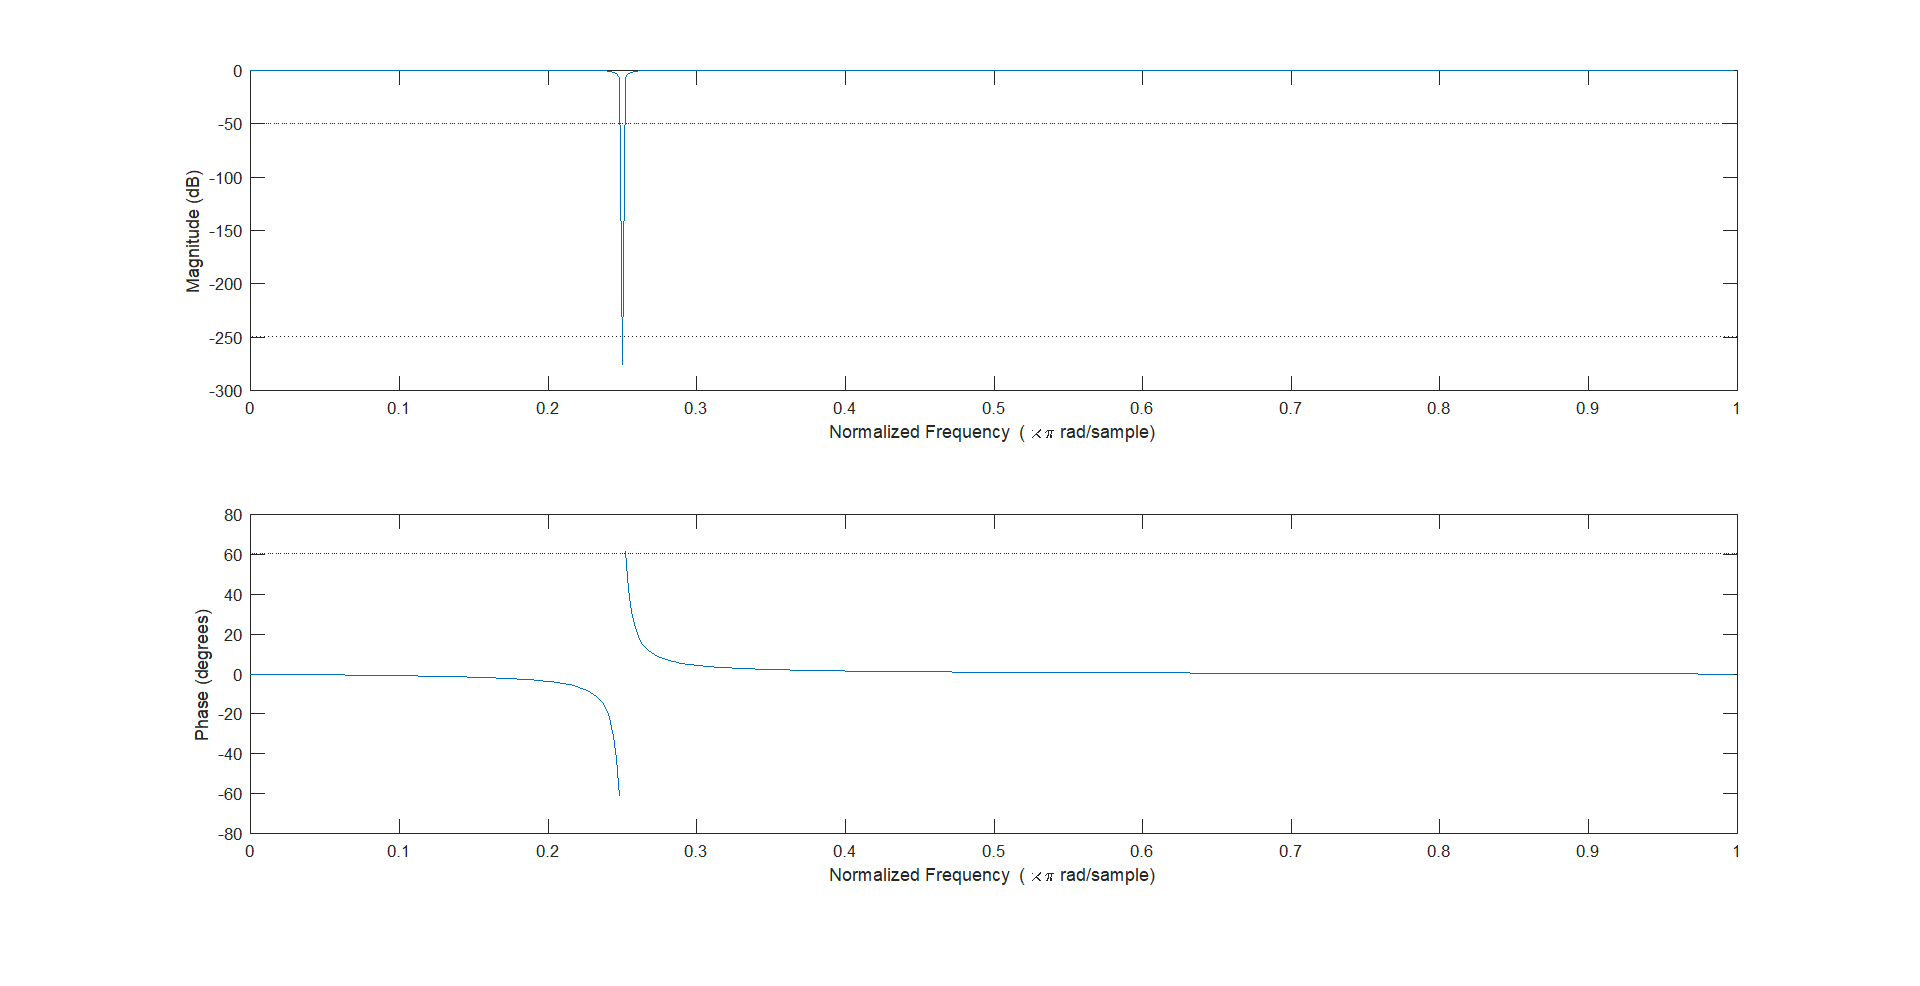 0
-50
-100
-150
-200
-250
-300
Magnitude (dB)
0 0.1 0.2 0.3 0.4 0.5 0.6 0.7 0.8 0.9 1
Normalized Frequency (×π rad/sample)
80
60
40
20
0
-20
-40
-60
-80
Phase (degrees)
0 0.1 0.2 0.3 0.4 0.5 0.6 0.7 0.8 0.9 1
Normalized Frequency (×π rad/sample)